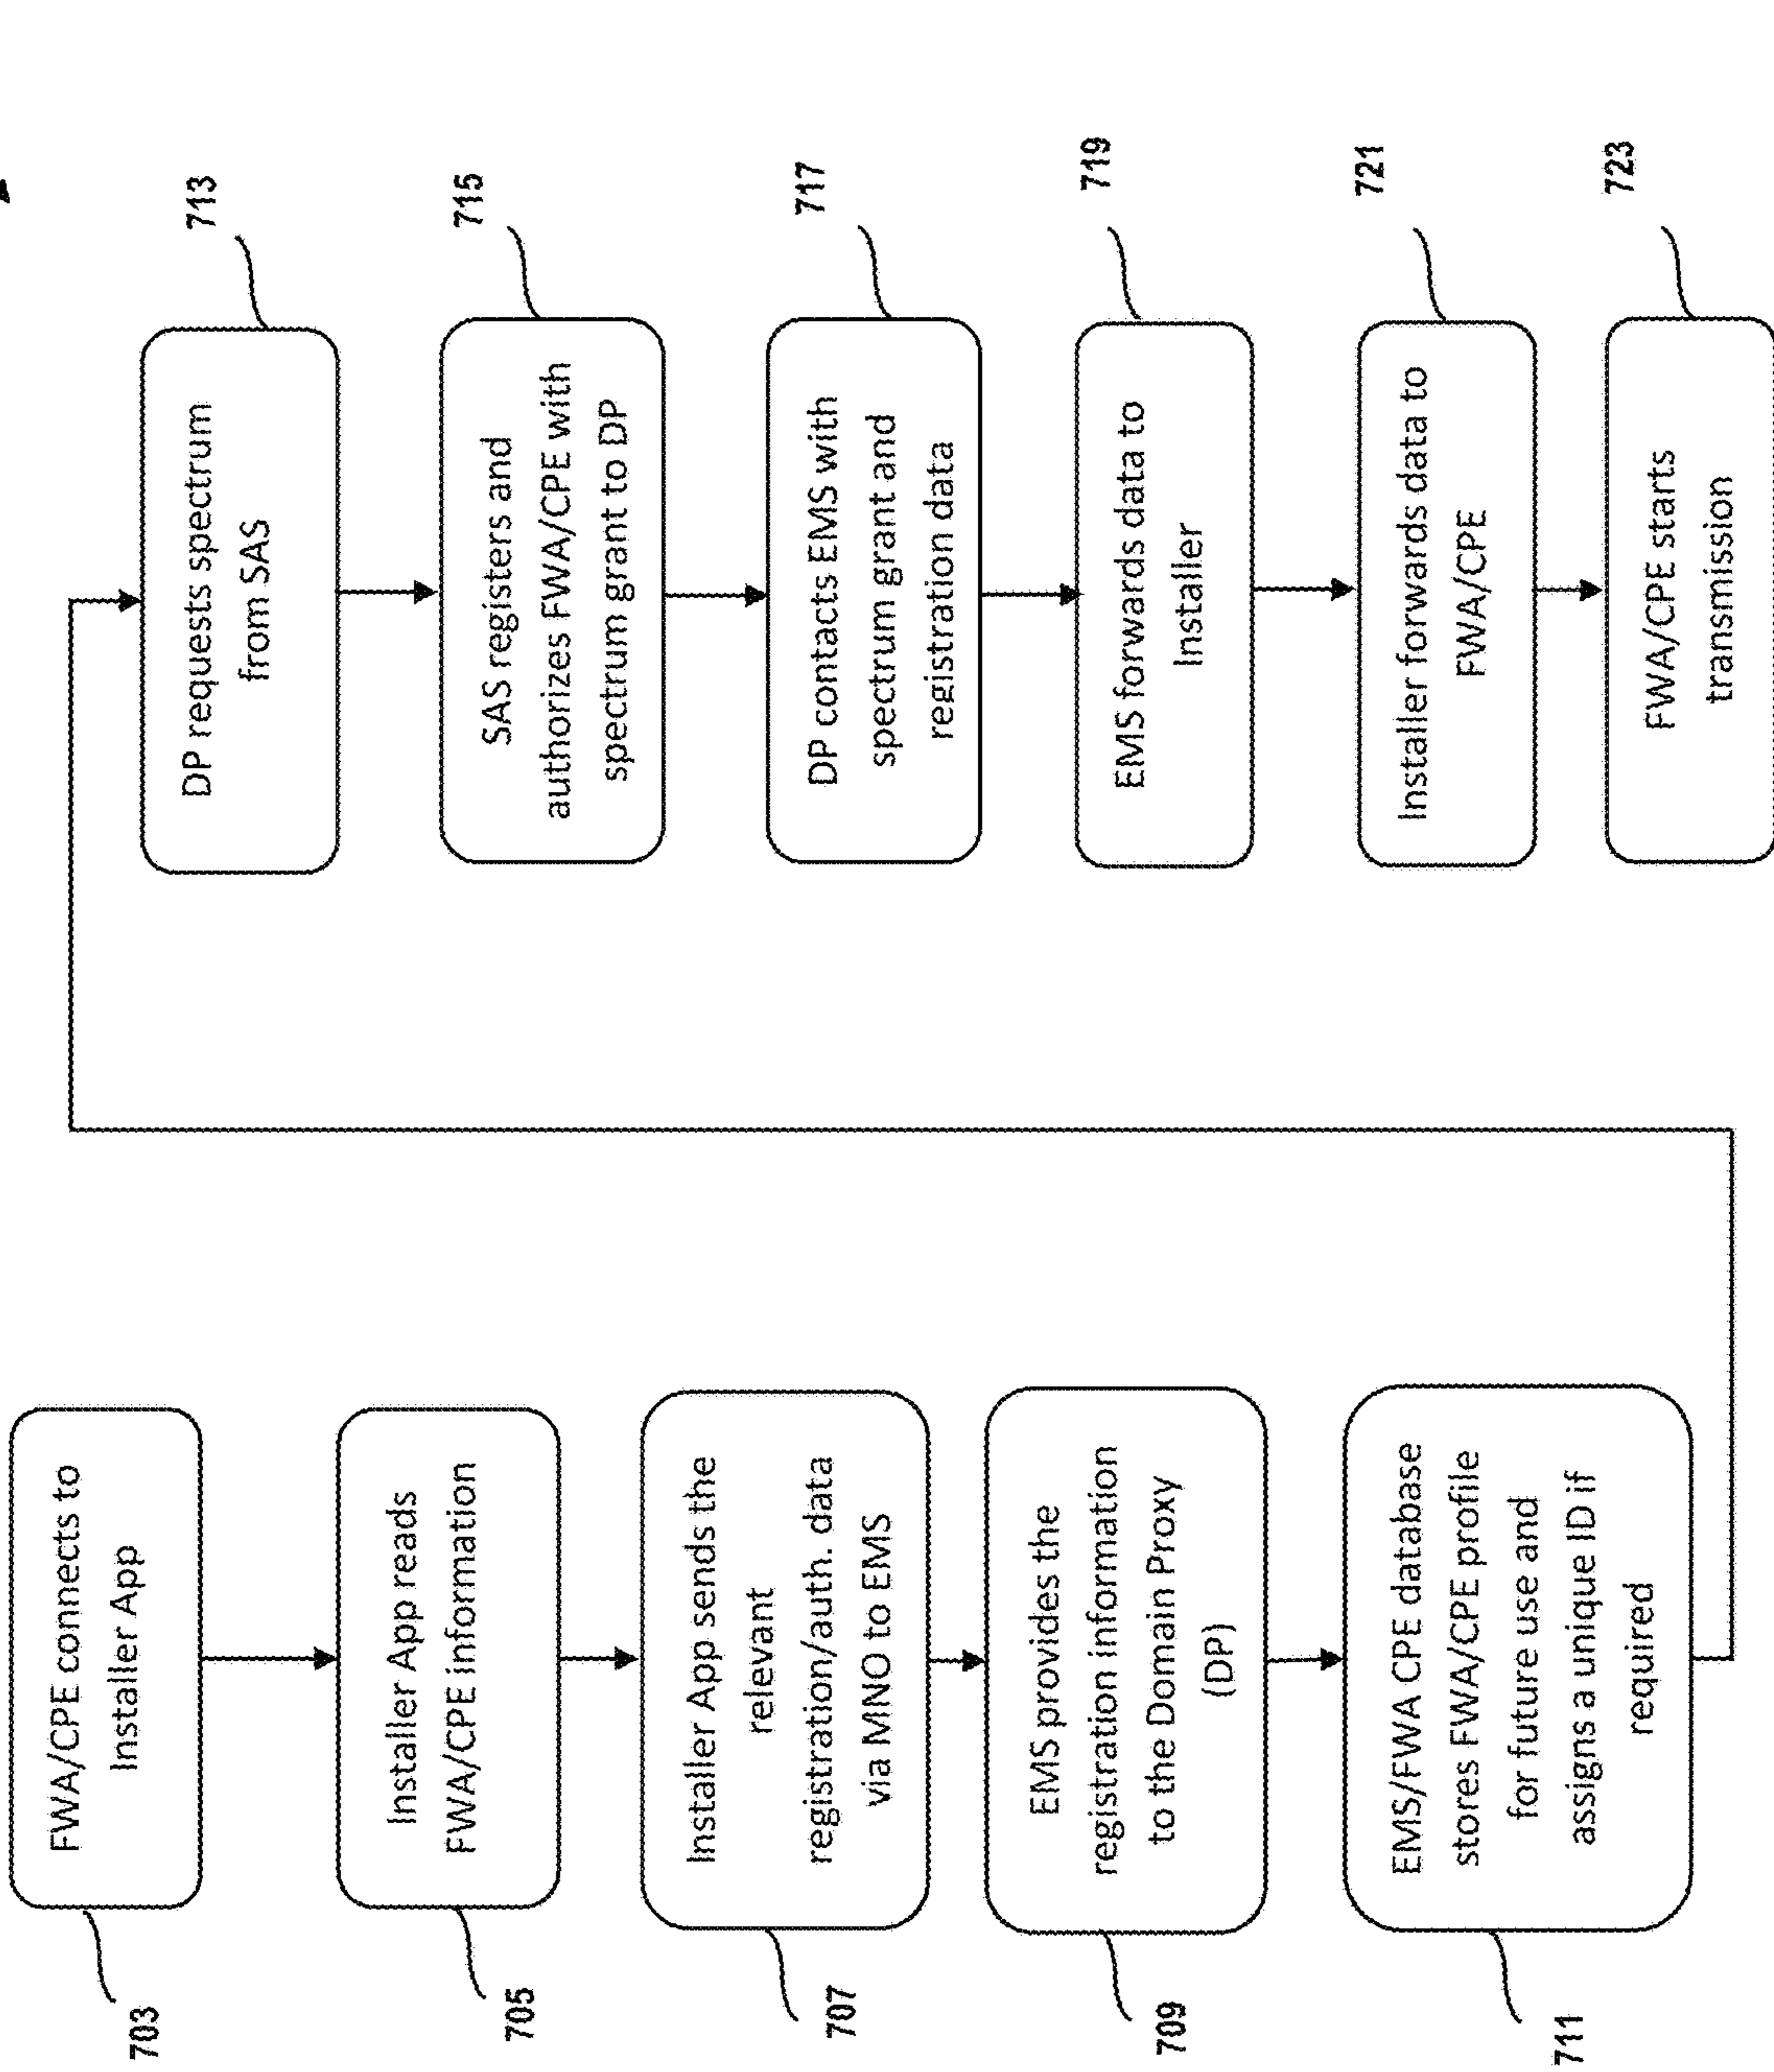 703
FWA/CPE connects to
Installer App
705
Installer App reads
FWA/CPE information
707
Installer App sends the
relevant
registration/auth. data
via MNO to EMS
709
EMS provides the
registration information
to the Domain Proxy
(DP)
711
EMS/FWA CPE database
stores FWA/CPE profile
for future use and
assigns a unique ID if
required
713
DP requests spectrum
from SAS
715
SAS registers and
authorizes FWA/CPE with
spectrum grant to DP
717
DP contacts EMS with
spectrum grant and
registration data
719
EMS forwards data to
Installer
721
Installer forwards data to
FWA/CPE
723
FWA/CPE starts
transmission